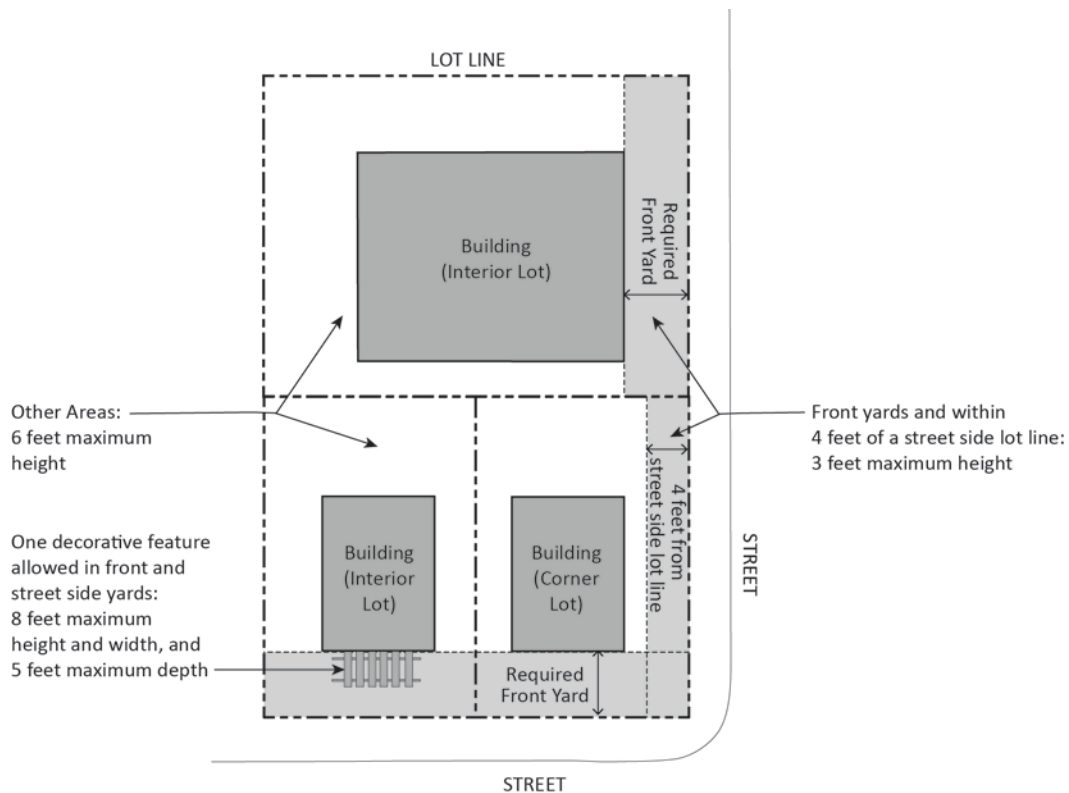 LOT LINE
Building
(Interior Lot)
Required
Front Yard
Other Areas:
6 feet maximum
height
Front yards and within
4 feet of a street side lot line:
3 feet maximum height
4 feet from
street side lot line
One decorative feature
allowed in front and
street side yards:
8 feet maximum
height and width, and
5 feet maximum depth
Building
(Interior
Lot)
Building
(Corner
Lot)
STREET
Required
Front Yard
STREET